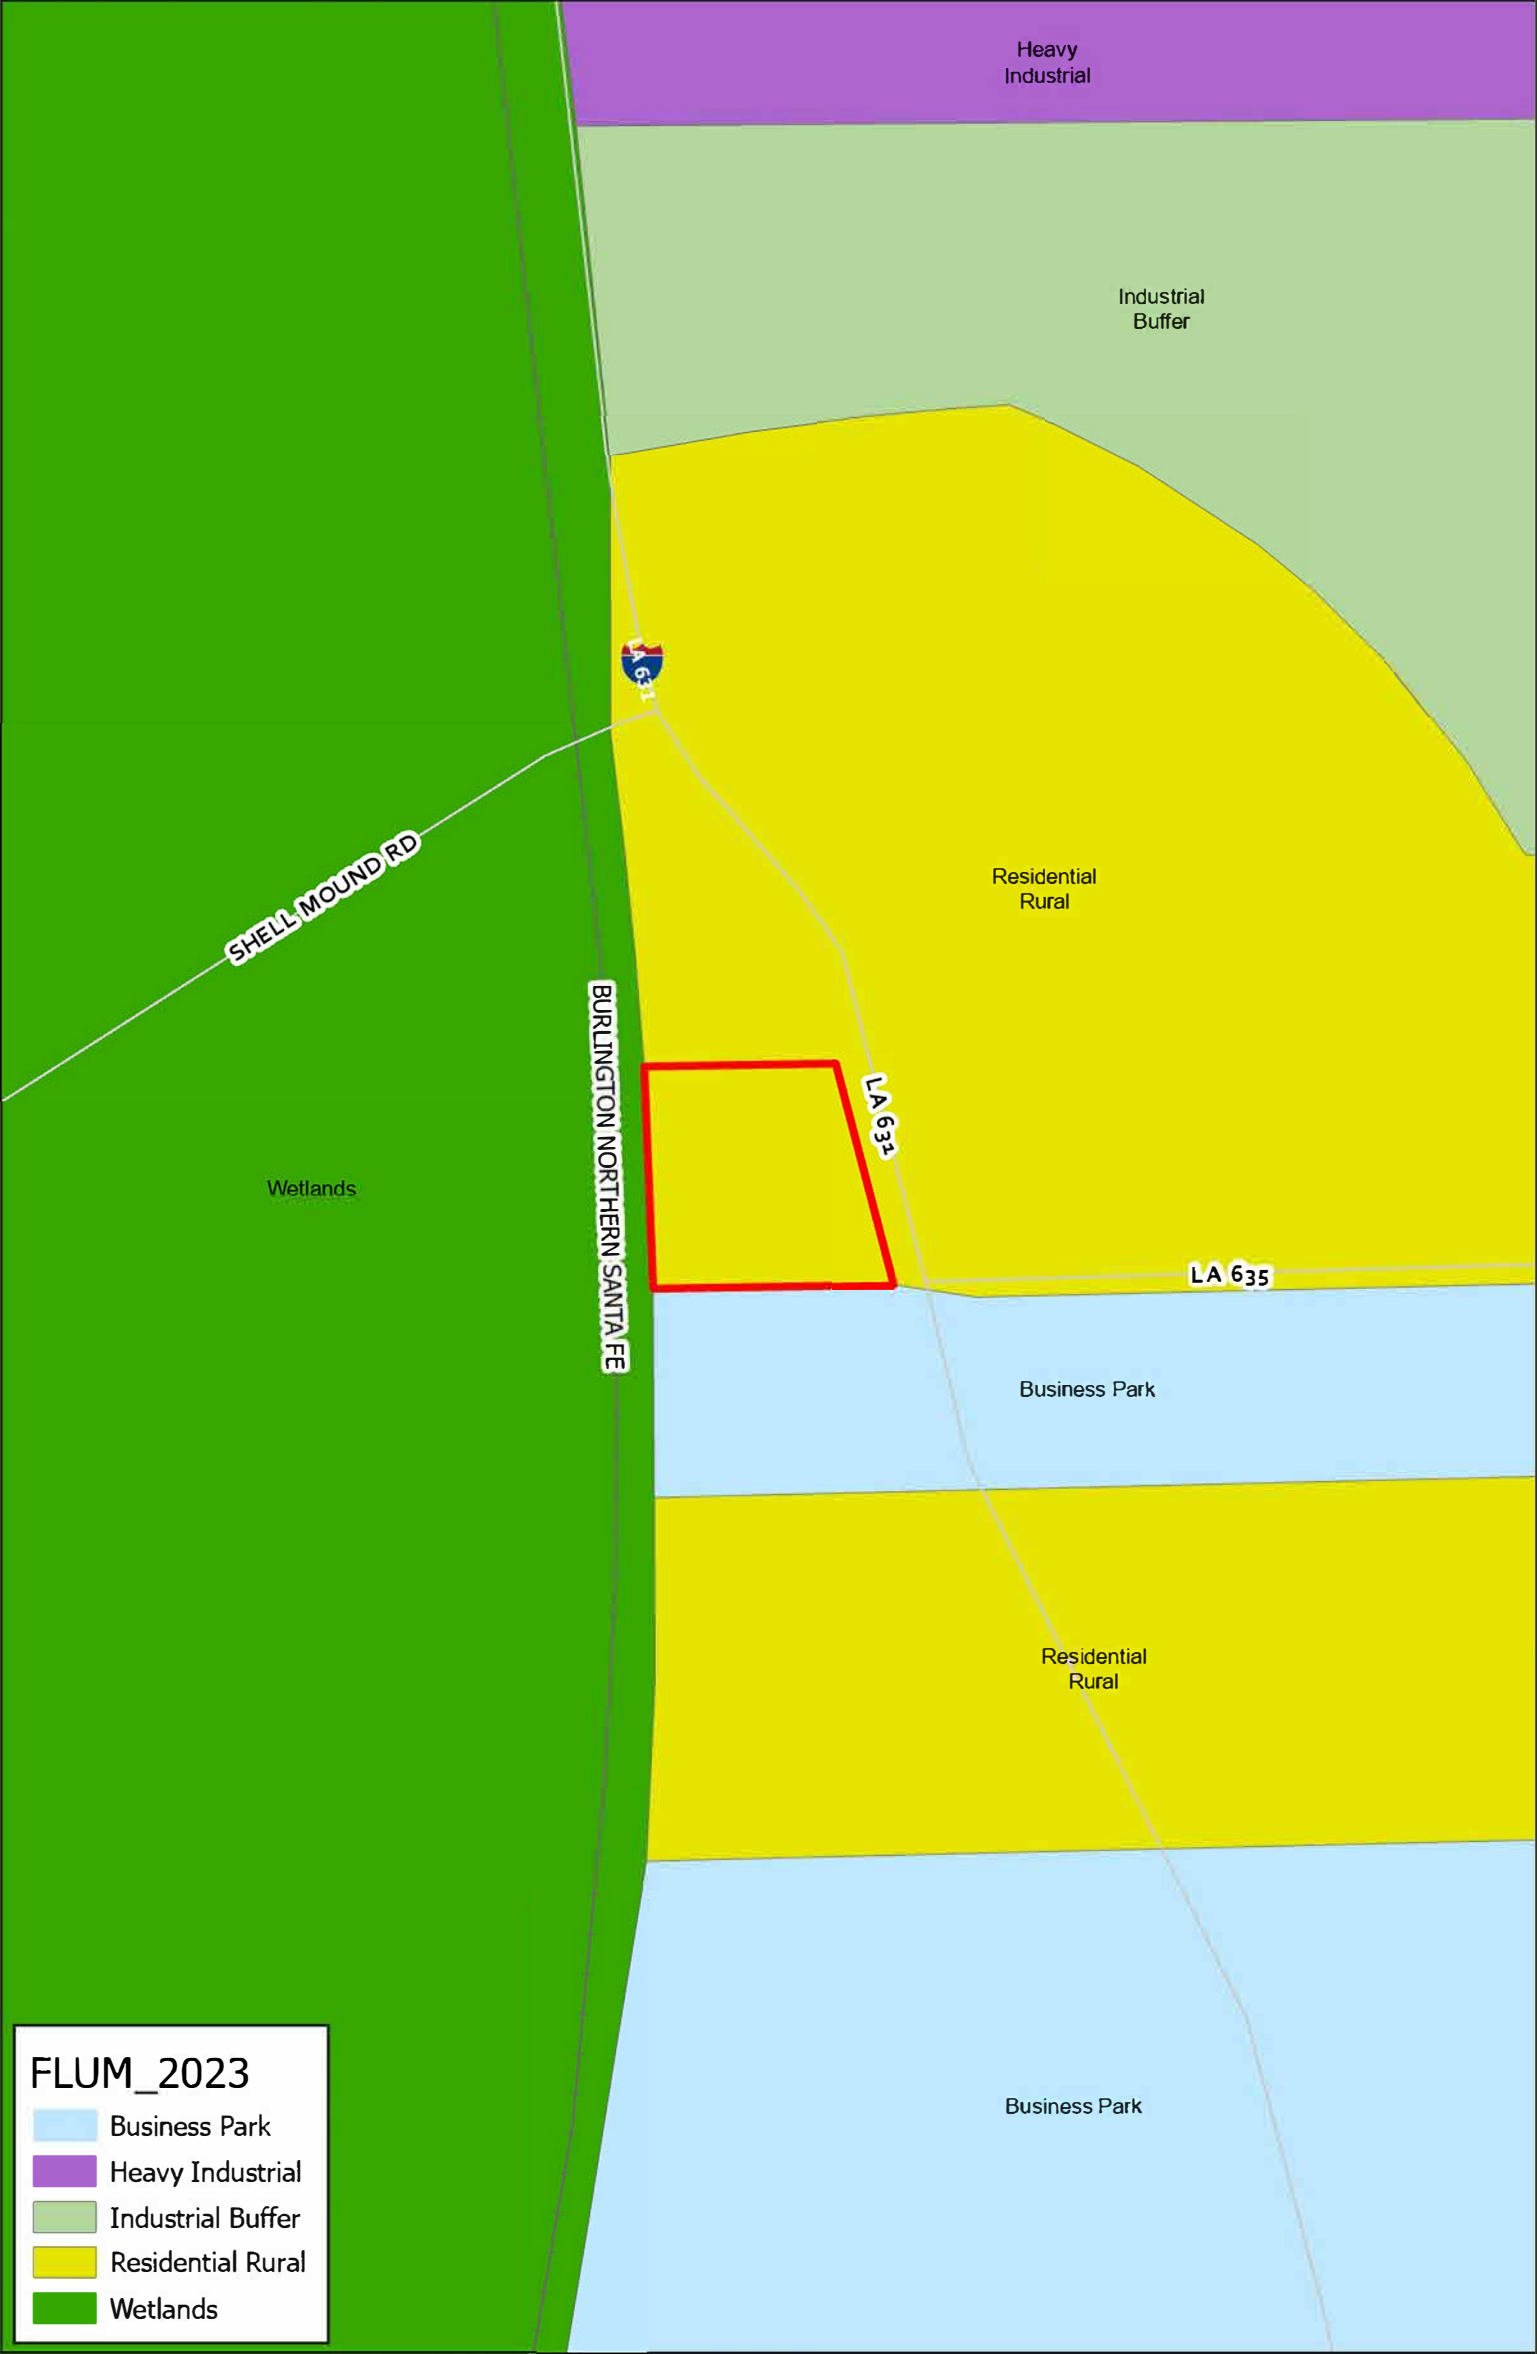 Heavy
Industrial
Industrial
Buffer
LA 631
SHELL MOUND RD
Residential
Rural
BURLINGTON NORTHERN SANTA FE
LA 631
Wetlands
LA 635
Business Park
Residential
Rural
Business Park
FLUM_2023
Business Park
Heavy Industrial
Industrial Buffer
Residential Rural
Wetlands